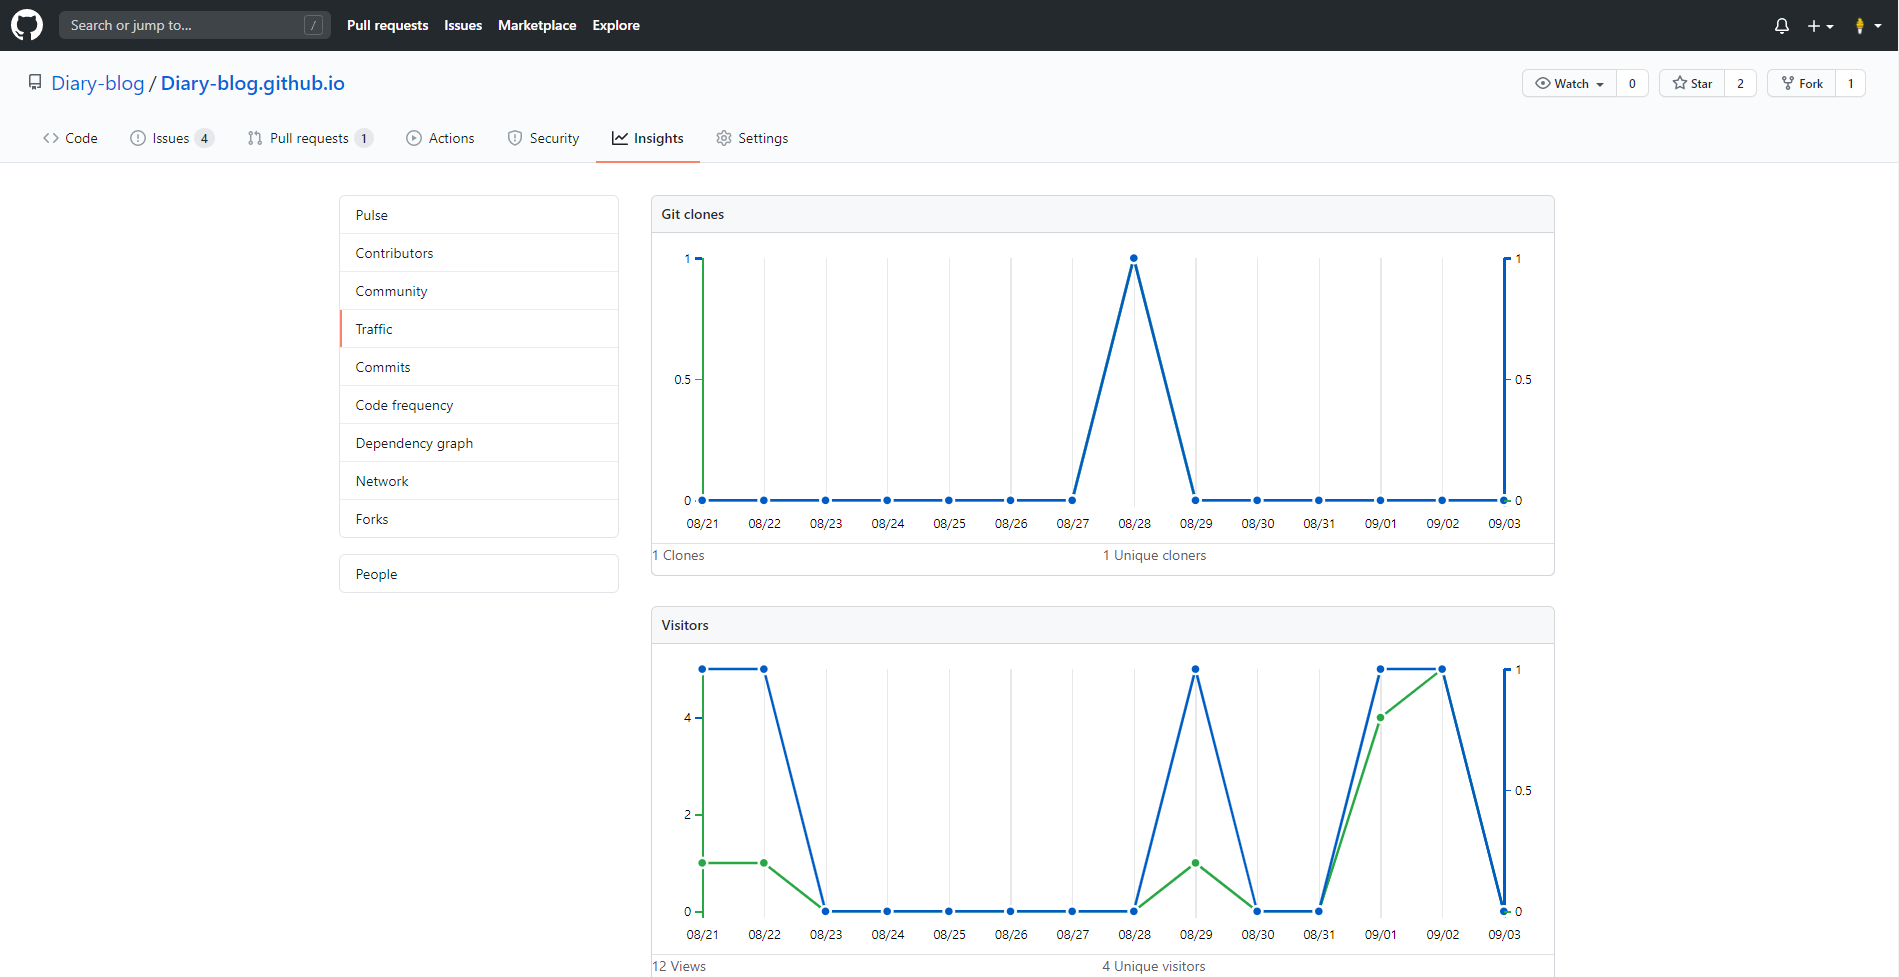 Search or jump to... /
Pull requests Issues Marketplace Explore
Diary-blog / Diary-blog.github.io
Watch 0 Star 2 Fork 1
Code Issues 4 Pull requests 1 Actions Security Insights Settings
Pulse
Contributors
Community
Traffic
Commits
Code frequency
Dependency graph
Network
Forks
People
Git clones
1 1
0.5 0.5
0 0
08/21 08/22 08/23 08/24 08/25 08/26 08/27 08/28 08/29 08/30 08/31 09/01 09/02 09/03
1 Clones 1 Unique cloners
Visitors
1
4
0.5
2
0 0
08/21 08/22 08/23 08/24 08/25 08/26 08/27 08/28 08/29 08/30 08/31 09/01 09/02 09/03
12 Views 4 Unique visitors